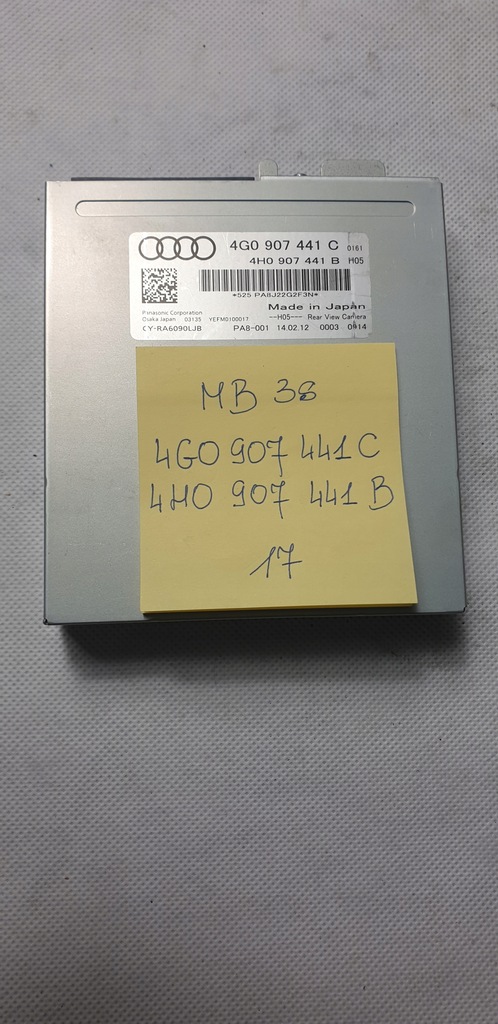 4G0 907 441 C 0161
4H0 907 441 B H05
*525 PA8J22G2F3N*
Made in Japan
Panasonic Corporation
Osaka Japan 03135 YEFM0100017 --H05--- Rear View Camera
CY-RA6090LJB PA8-001 14.02.12 0003 0914
MB 38
4G0 907 441 C
4H0 907 441 B
17